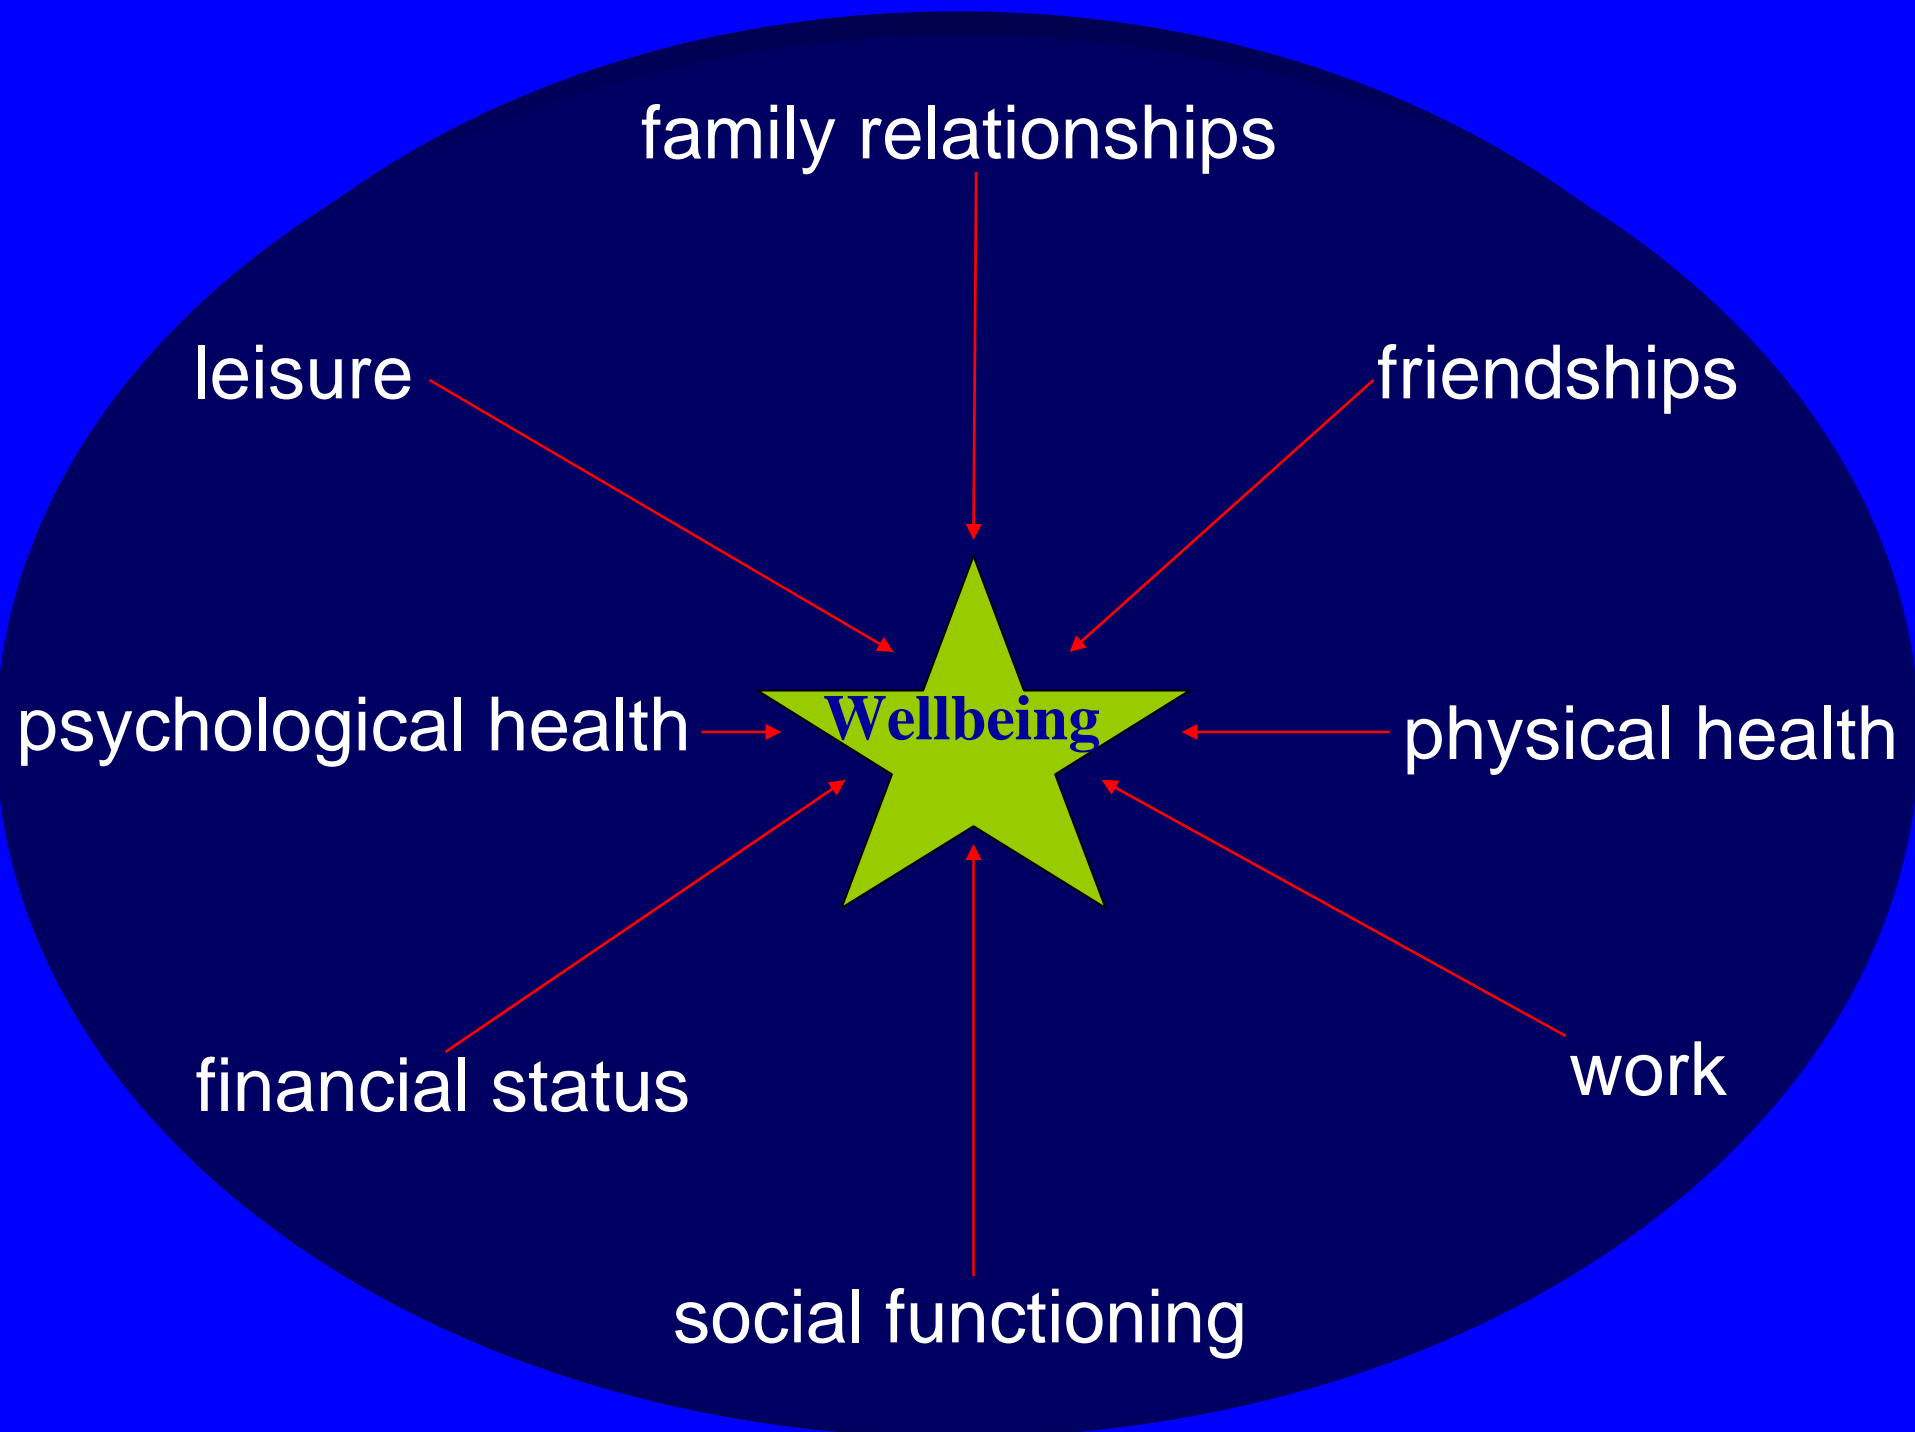 family relationships
leisure
friendships
psychological health
Wellbeing
physical health
financial status
work
social functioning